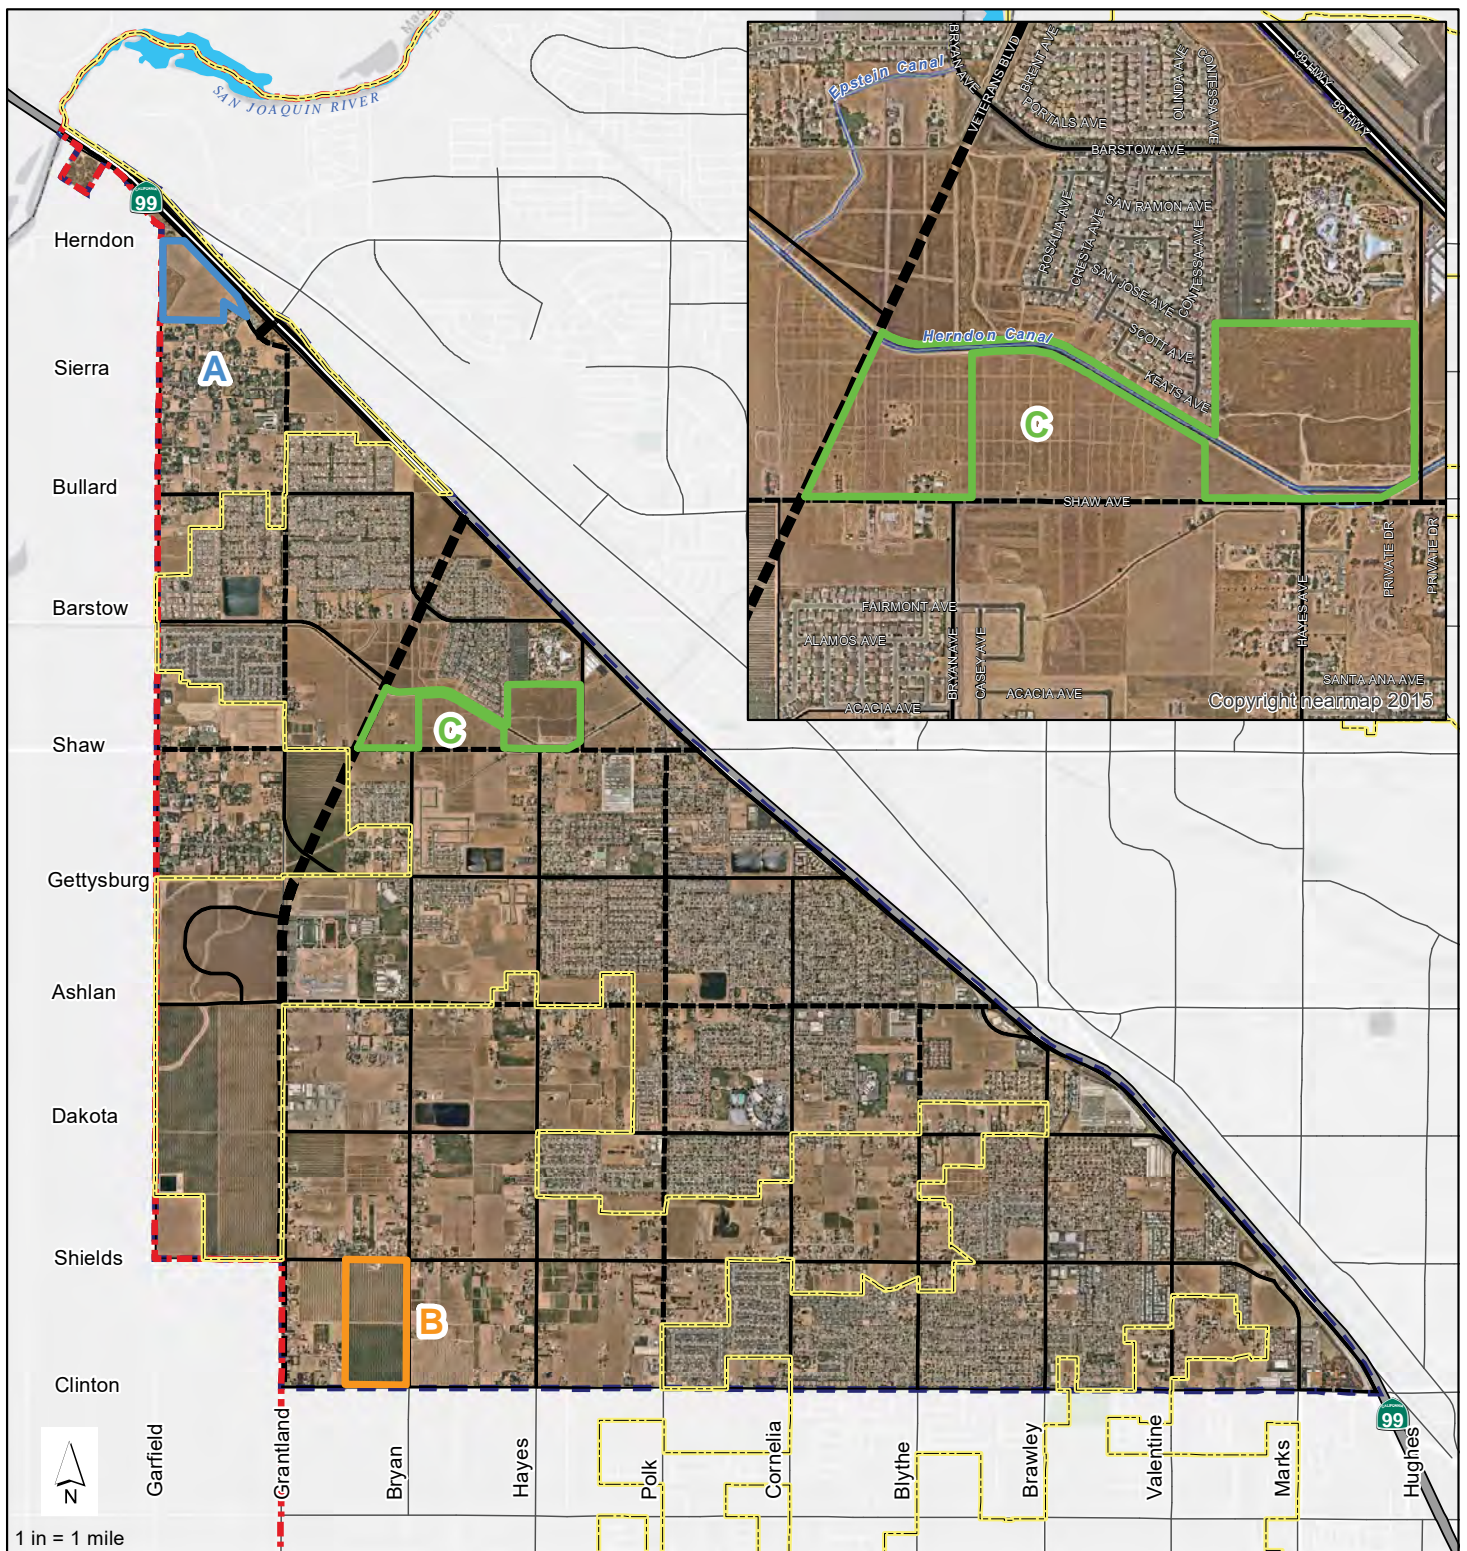 SAN JOAQUIN RIVER
CALIFORNIA
99
Herndon
Sierra
Bullard
Barstow
Shaw
Gettysburg
Ashlan
Dakota
Shields
Clinton
A
C
B
Epstein Canal
BRYAN AVE
VETERANS BLVD
BRENT AVE
PORTALS AVE
OLINDA AVE
CONTESSA AVE
99 HWY
99 HWY
BARSTOW AVE
ROSALIA AVE
CRESTA AVE
SAN RAMON AVE
SAN JOSE AVE
CONTESSA AVE
SCOTT AVE
KEATS AVE
Herndon Canal
C
SHAW AVE
FAIRMONT AVE
ALAMOS AVE
BRYAN AVE
CASEY AVE
ACACIA AVE
ACACIA AVE
HAYES AVE
PRIVATE DR
PRIVATE DR
SANTA ANA AVE
Copyright nearmap 2015
CALIFORNIA
99
Garfield
Grantland
Bryan
Hayes
Polk
Cornelia
Blythe
Brawley
Valentine
Marks
Hughes
N
1 in = 1 mile